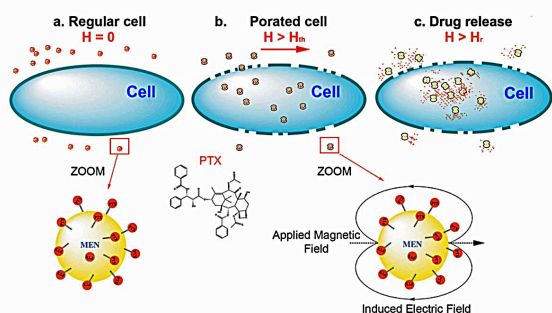 a. Regular cell
H = 0
b. Porated cell
H > Hth
c. Drug release
H > Hr
Cell
Cell
Cell
ZOOM
PTX
ZOOM
MEN
Applied Magnetic
Field
MEN
Induced Electric Field